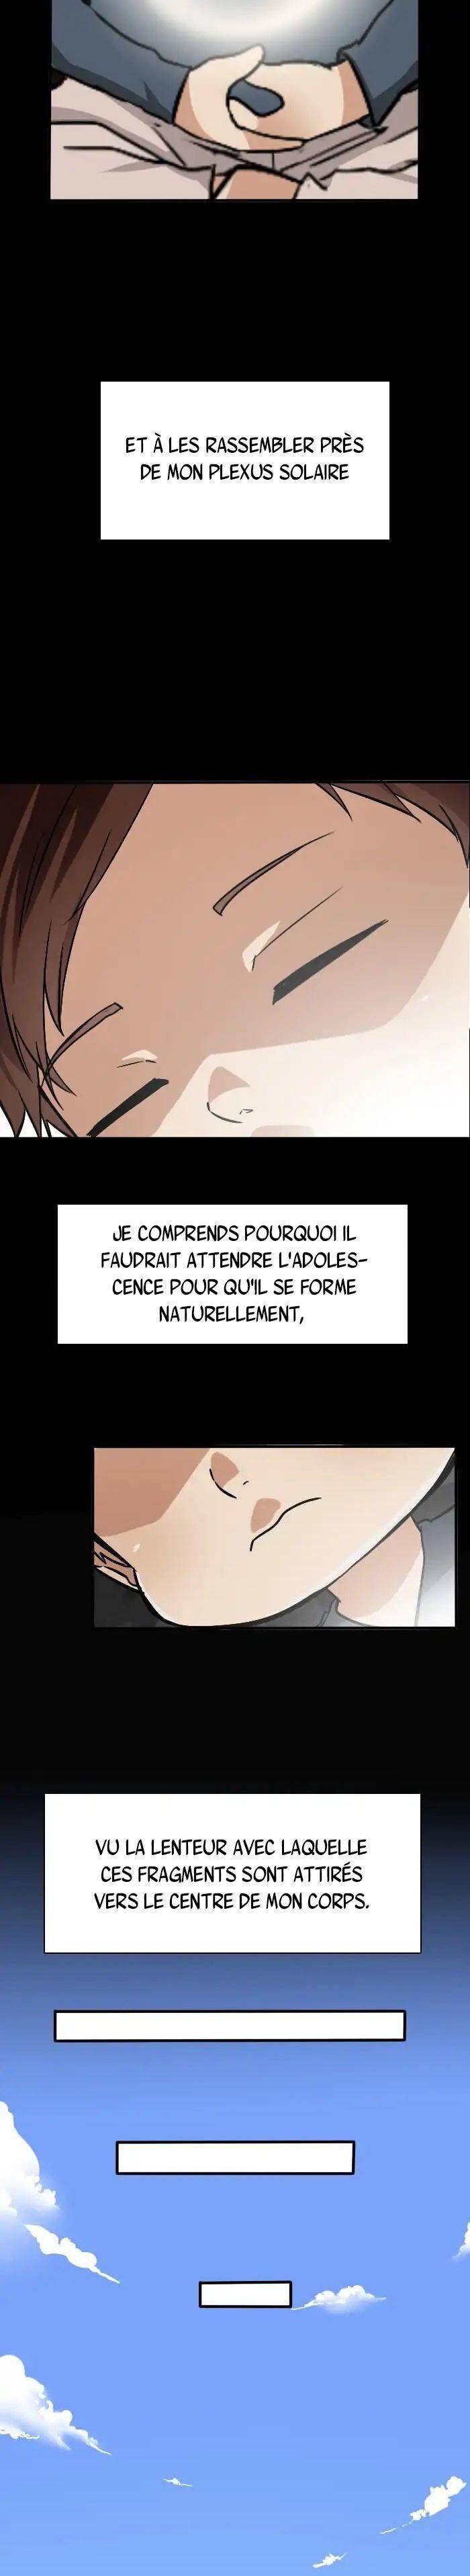 ET À LES RASSEMBLER PRÈS
DE MON PLEXUS SOLAIRE
JE COMPRENDS POURQUOI IL
FAUDRAIT ATTENDRE L'ADOLES-
CENCE POUR QU'IL SE FORME
NATURELLEMENT,
VU LA LENTEUR AVEC LAQUELLE
CES FRAGMENTS SONT ATTIRÉS
VERS LE CENTRE DE MON CORPS.